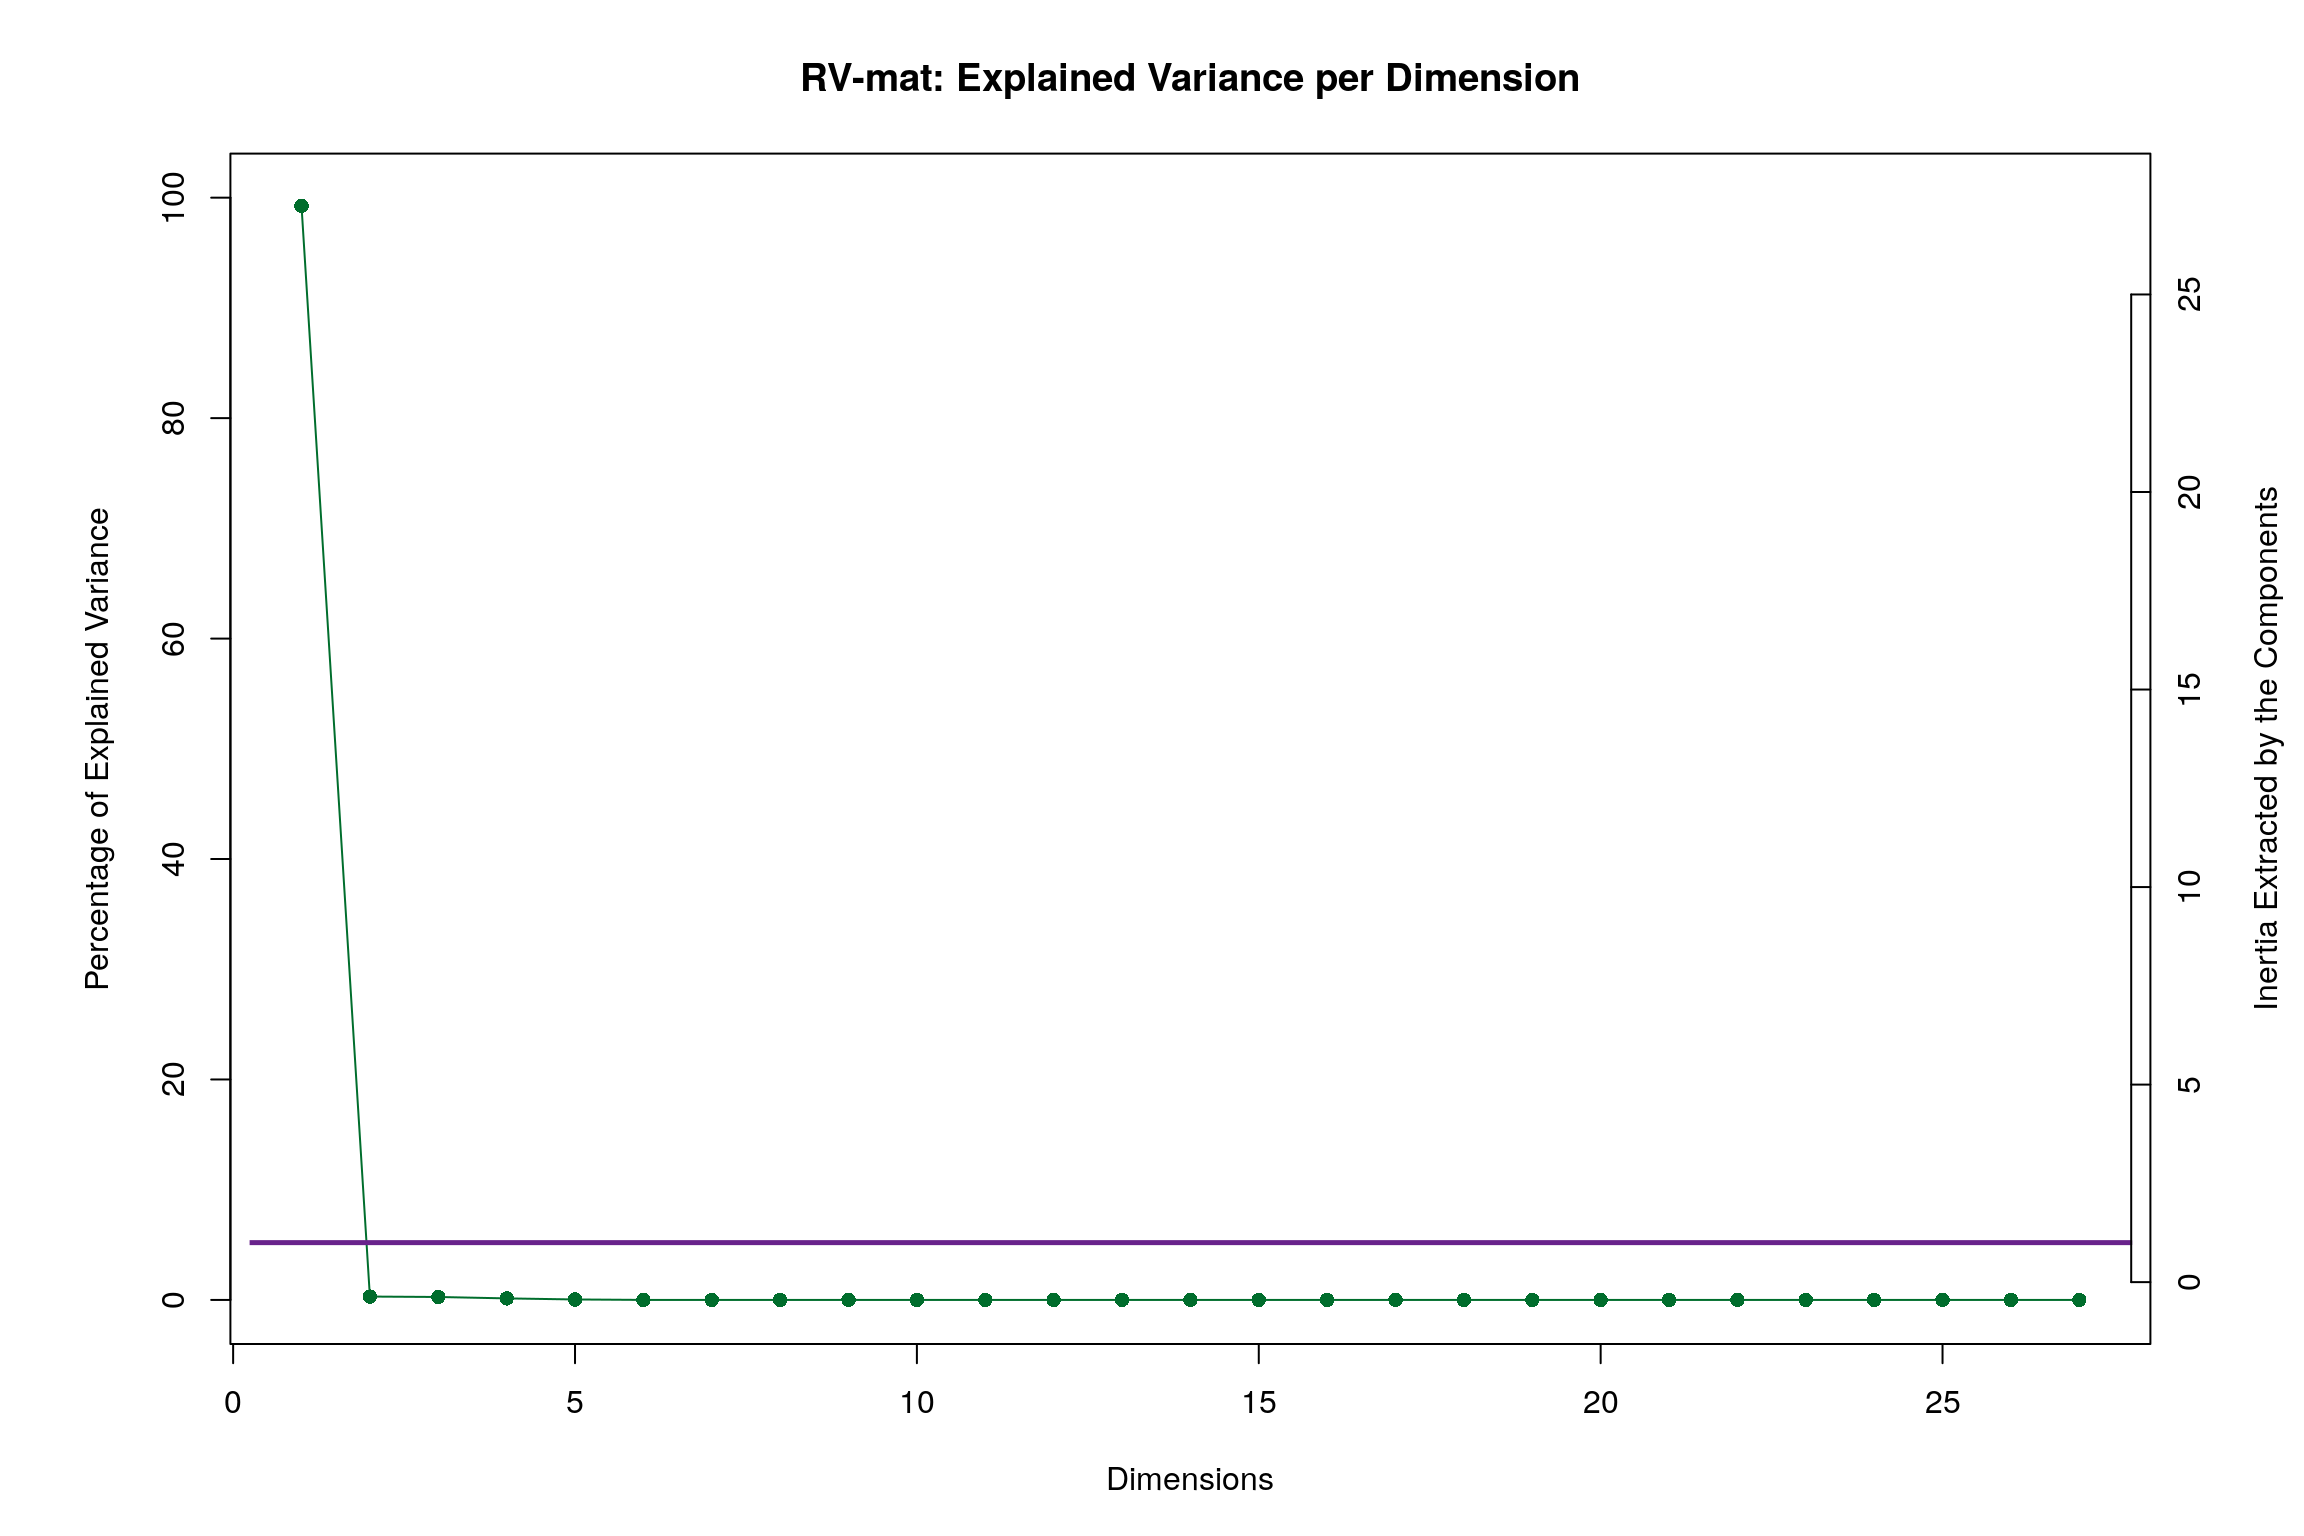 RV-mat: Explained Variance per Dimension
Percentage of Explained Variance
100
80
60
40
20
0
25
20
15
10
5
0
Inertia Extracted by the Components
0 5 10 15 20 25
Dimensions